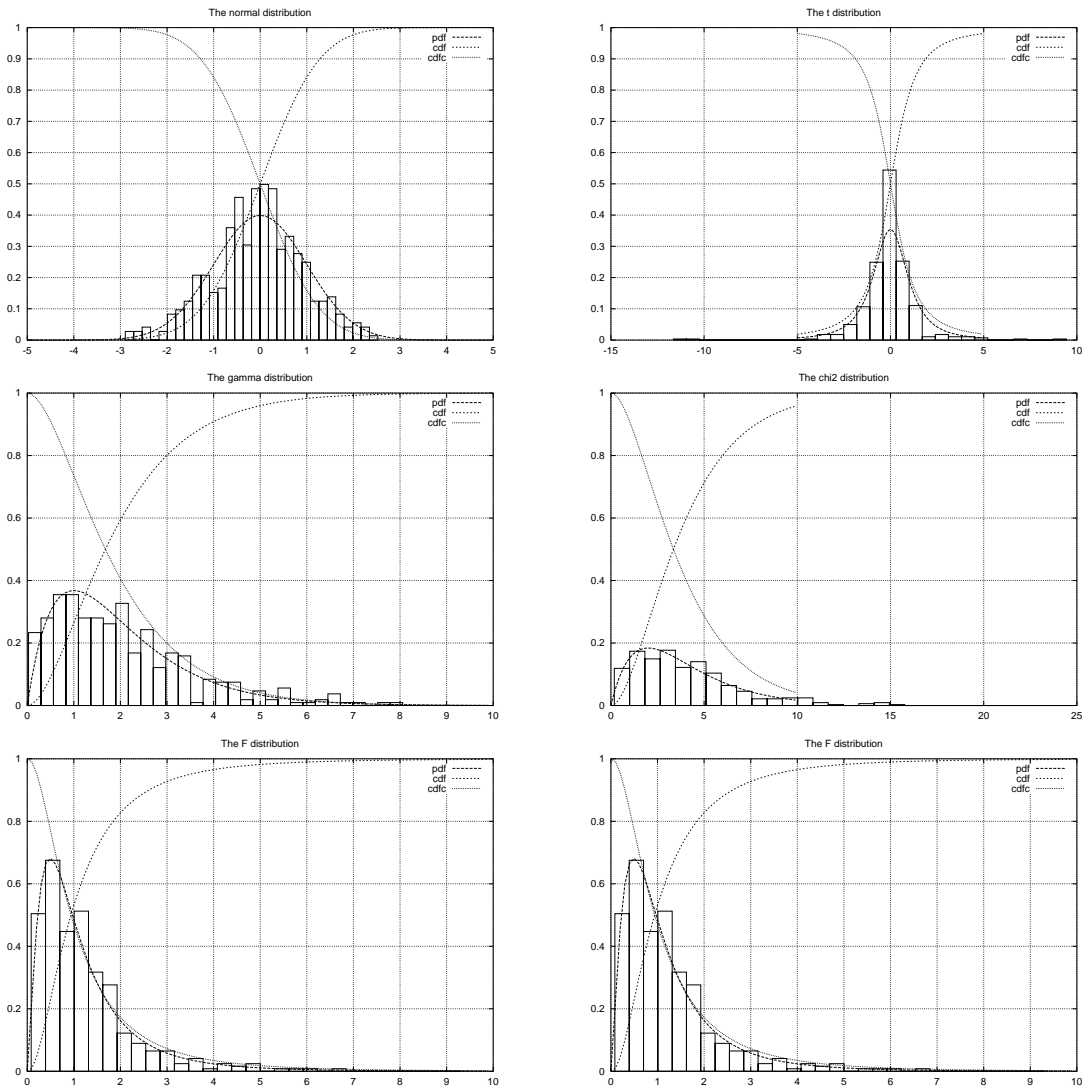 The normal distribution
pdf
cdf
cdfc
1
0.9
0.8
0.7
0.6
0.5
0.4
0.3
0.2
0.1
0
-5 -4 -3 -2 -1 0 1 2 3 4 5
The t distribution
pdf
cdf
cdfc
1
0.9
0.8
0.7
0.6
0.5
0.4
0.3
0.2
0.1
0
-15 -10 -5 0 5 10
The gamma distribution
pdf
cdf
cdfc
1
0.8
0.6
0.4
0.2
0
0 1 2 3 4 5 6 7 8 9 10
The chi2 distribution
pdf
cdf
cdfc
1
0.8
0.6
0.4
0.2
0
0 5 10 15 20 25
The F distribution
pdf
cdf
cdfc
1
0.8
0.6
0.4
0.2
0
0 1 2 3 4 5 6 7 8 9 10
The F distribution
pdf
cdf
cdfc
1
0.8
0.6
0.4
0.2
0
0 1 2 3 4 5 6 7 8 9 10